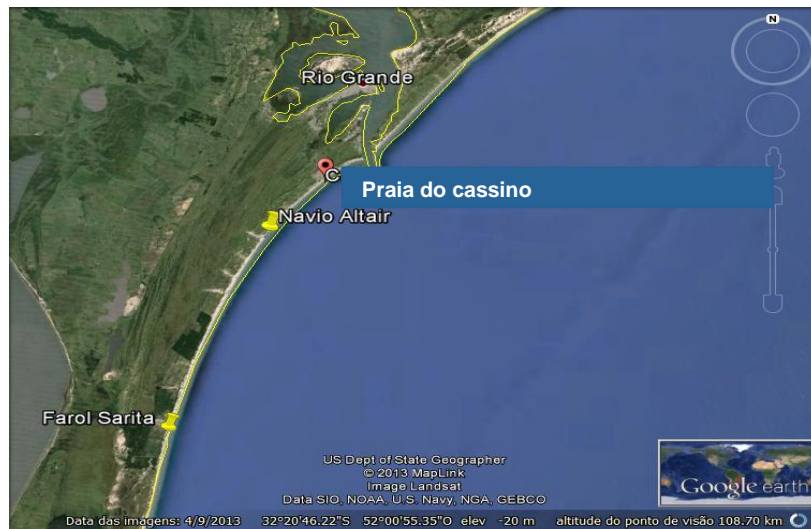 N
Rio Grande
C
Praia do cassino
Navio Altair
Farol Sarita
US Dept of State Geographer
© 2013 MapLink
Image Landsat
Data SIO, NOAA, U.S. Navy, NGA, GEBCO
Google earth
Data das imagens: 4/9/2013 32°20'46.22"S 52°00'55.35"O elev -20 m altitude do ponto de visão 108.70 km